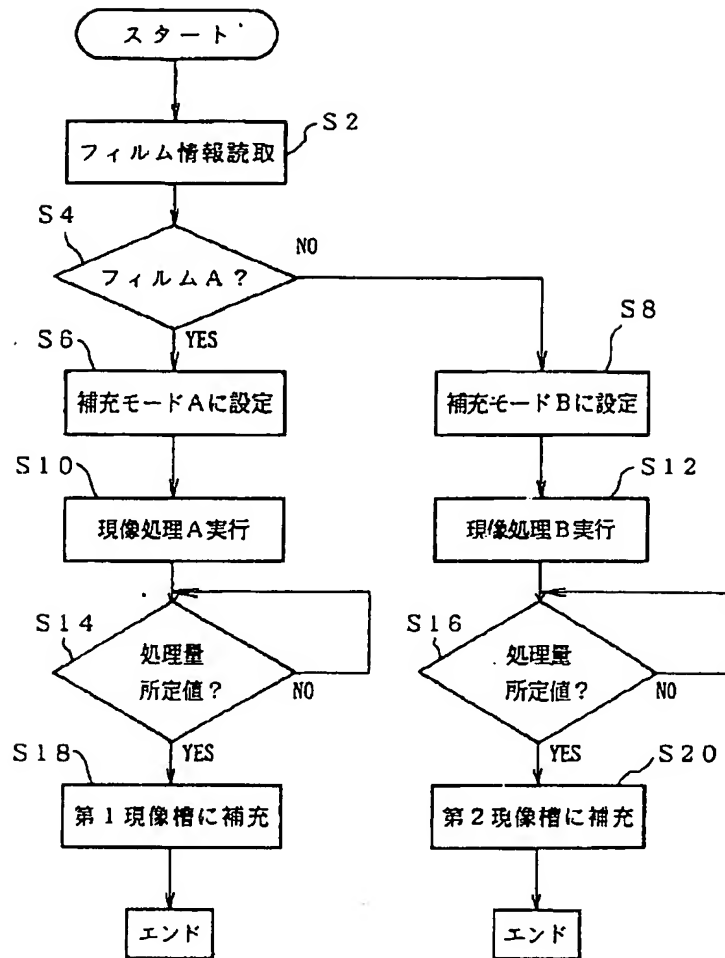 スタート
S2
フィルム情報読取
S4
フィルムA?
NO
YES
S6
補充モードAに設定
S8
補充モードBに設定
S10
現像処理A実行
S12
現像処理B実行
S14
処理量
所定値?
NO
YES
S16
処理量
所定値?
NO
YES
S18
第1現像槽に補充
S20
第2現像槽に補充
エンド
エンド